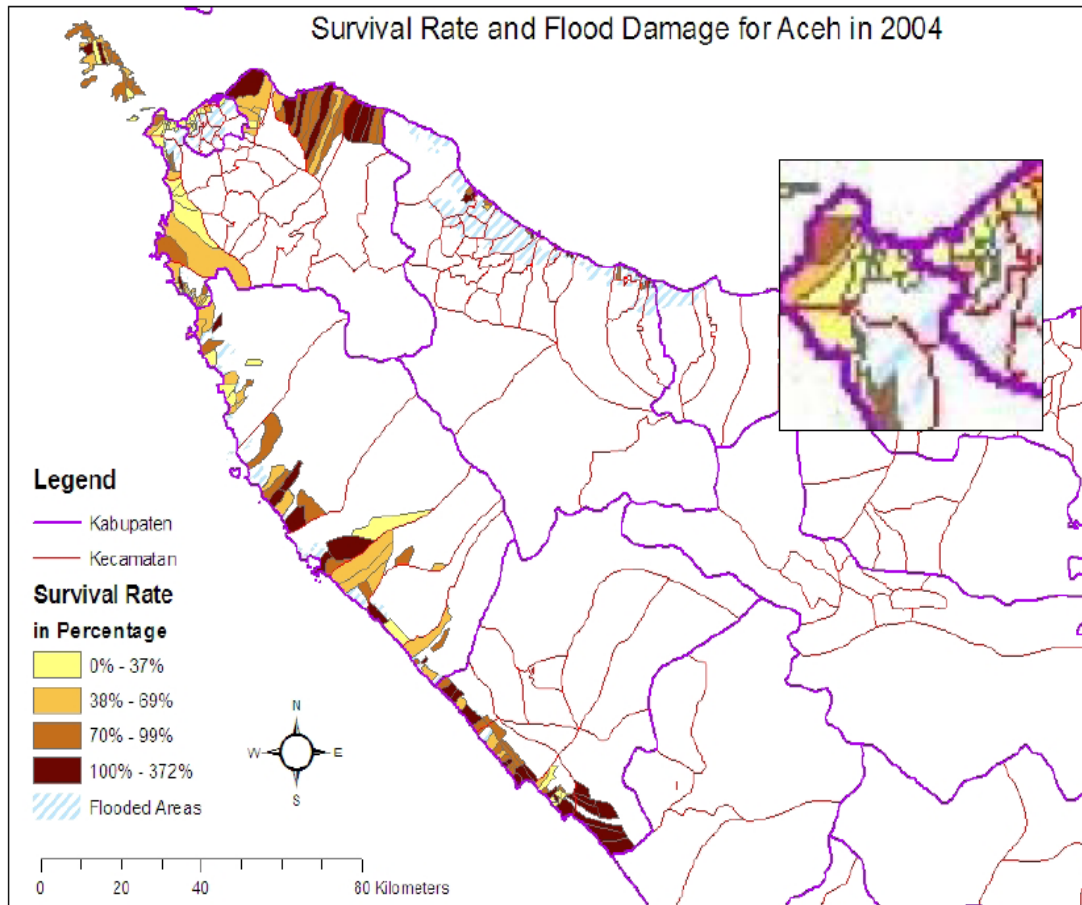 Survival Rate and Flood Damage for Aceh in 2004
Legend
Kabupaten
Kecamatan
Survival Rate
in Percentage
0% - 37%
38% - 69%
70% - 99%
100% - 372%
Flooded Areas
N
W
E
S
0 20 40 80 Kilometers